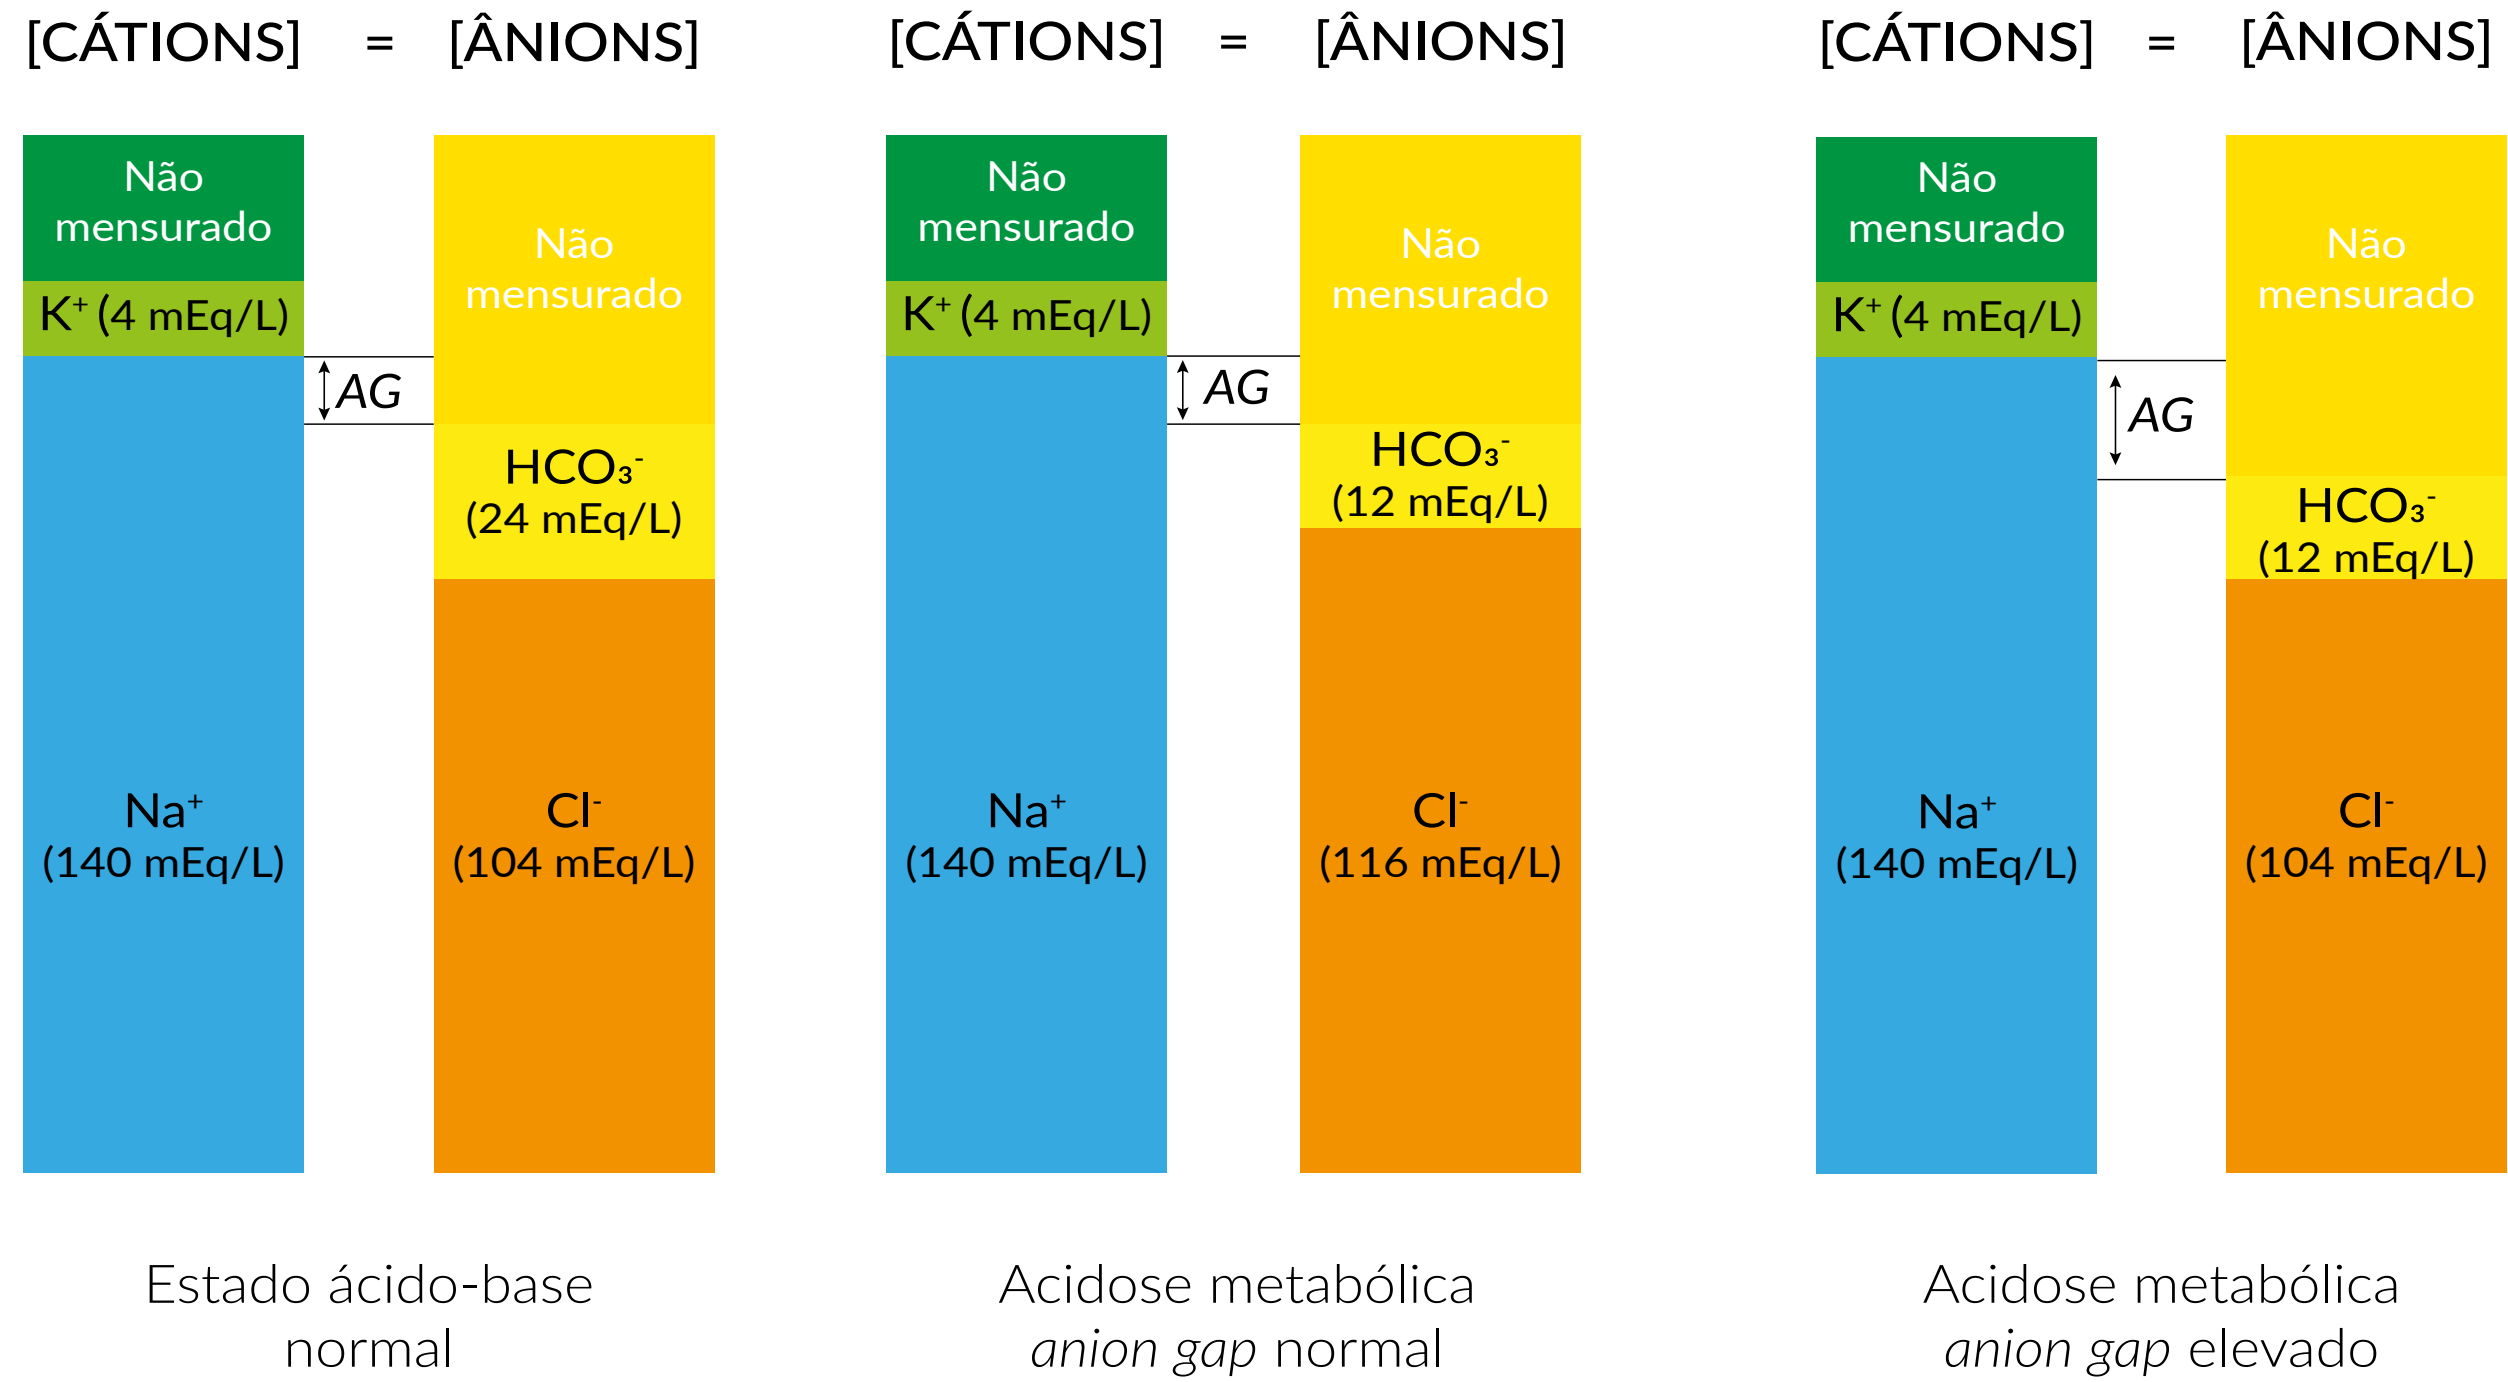 [CÁTIONS] = [ÂNIONS]
Não
mensurado
K⁺ (4 mEq/L)
Na⁺
(140 mEq/L)
AG
Não
mensurado
HCO₃⁻
(24 mEq/L)
Cl⁻
(104 mEq/L)
Estado ácido-base
normal
[CÁTIONS] = [ÂNIONS]
Não
mensurado
K⁺ (4 mEq/L)
Na⁺
(140 mEq/L)
AG
Não
mensurado
HCO₃⁻
(12 mEq/L)
Cl⁻
(116 mEq/L)
Acidose metabólica
anion gap normal
[CÁTIONS] = [ÂNIONS]
Não
mensurado
K⁺ (4 mEq/L)
Na⁺
(140 mEq/L)
AG
Não
mensurado
HCO₃⁻
(12 mEq/L)
Cl⁻
(104 mEq/L)
Acidose metabólica
anion gap elevado